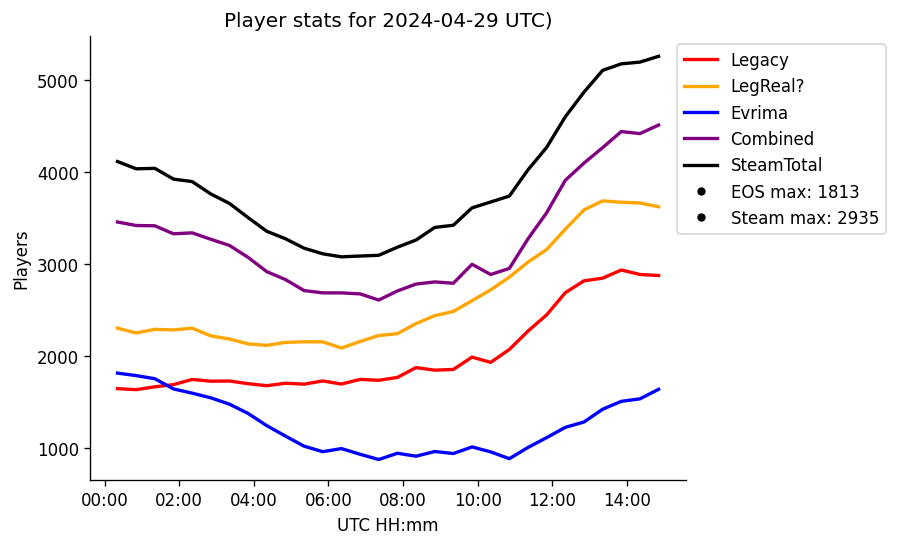 Player stats for 2024-04-29 UTC)
Legacy
LegReal?
Evrima
Combined
SteamTotal
EOS max: 1813
Steam max: 2935
5000
4000
3000
2000
1000
Players
00:00 02:00 04:00 06:00 08:00 10:00 12:00 14:00
UTC HH:mm